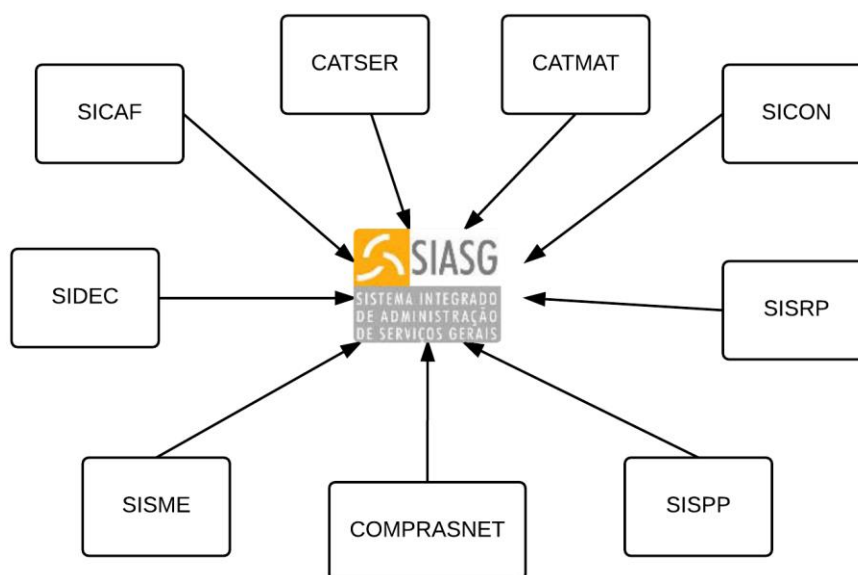 CATSER
CATMAT
SICAF
SICON
SIASG
SISTEMA INTEGRADO
DE ADMINISTRAÇÃO
DE SERVIÇOS GERAIS
SIDEC
SISRP
SISME
COMPRASNET
SISPP